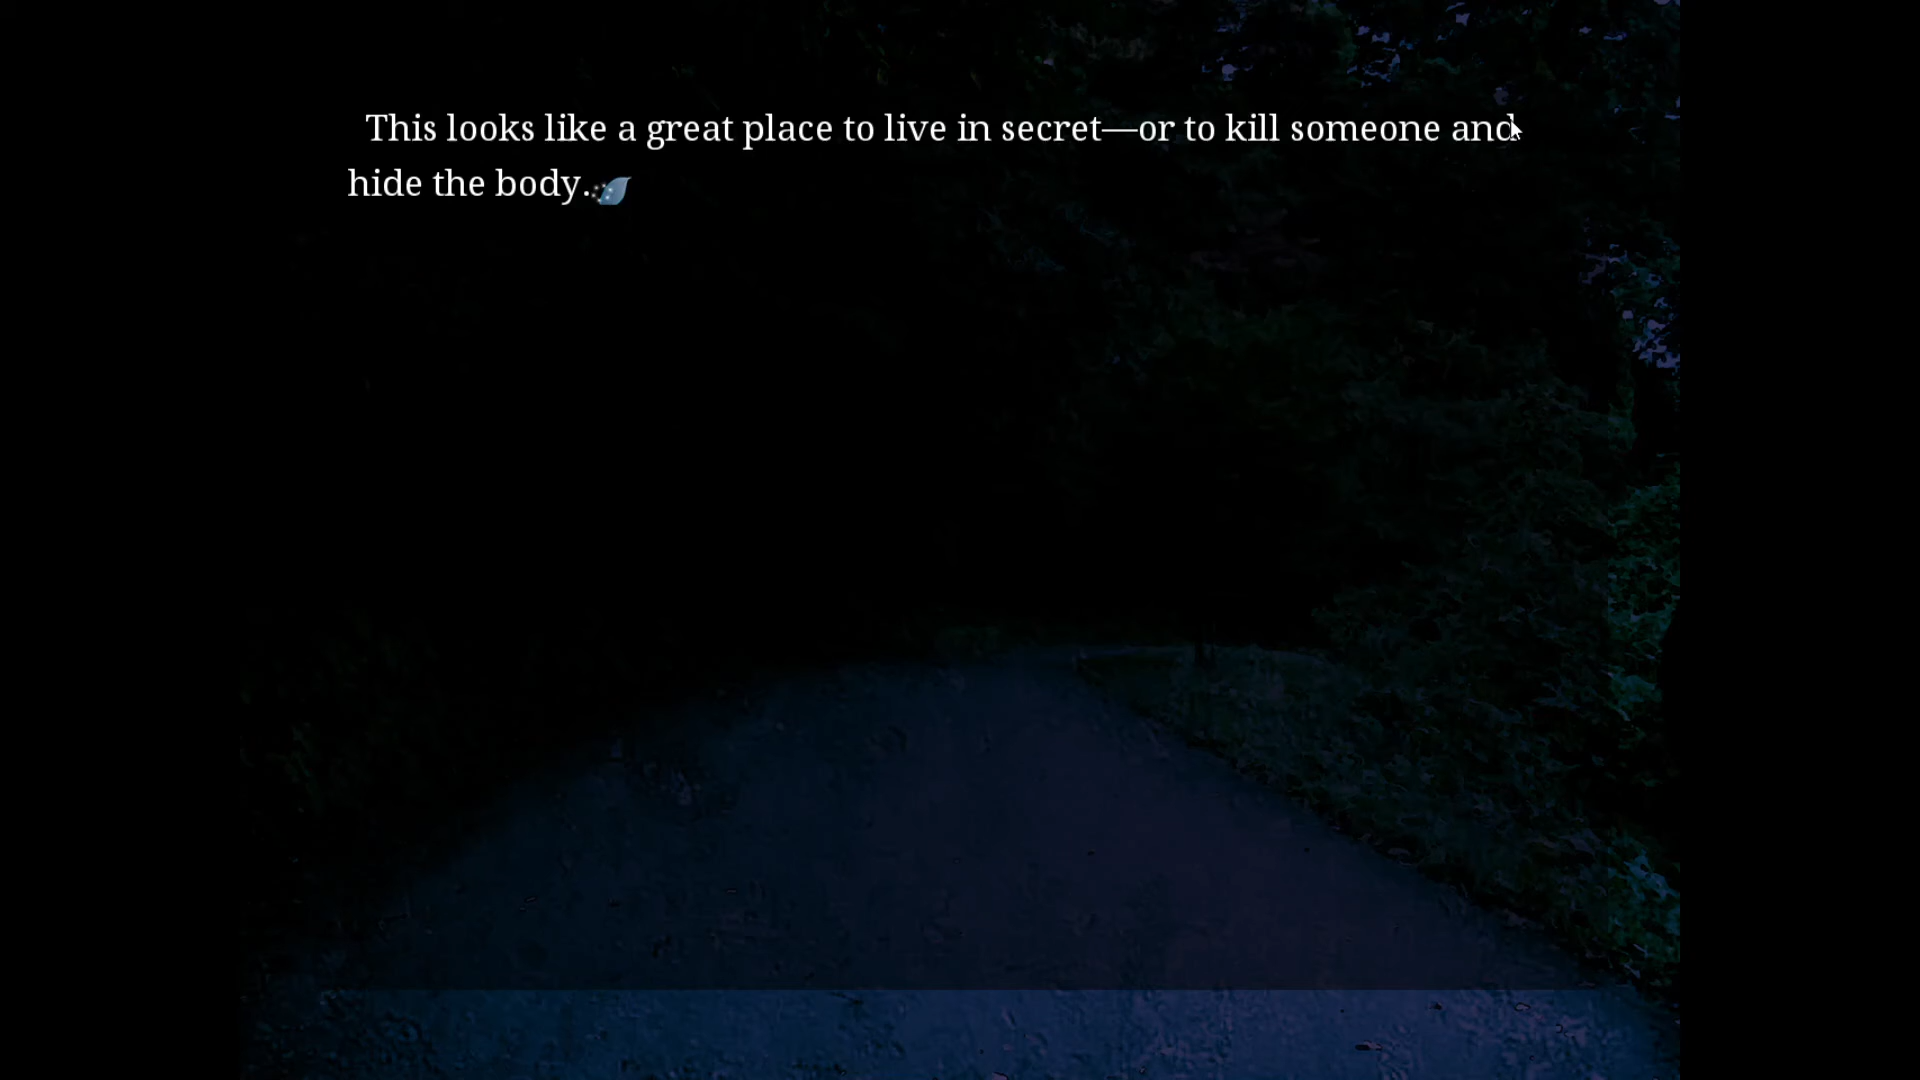 This looks like a great place to live in secret—or to kill someone and
hide the body.